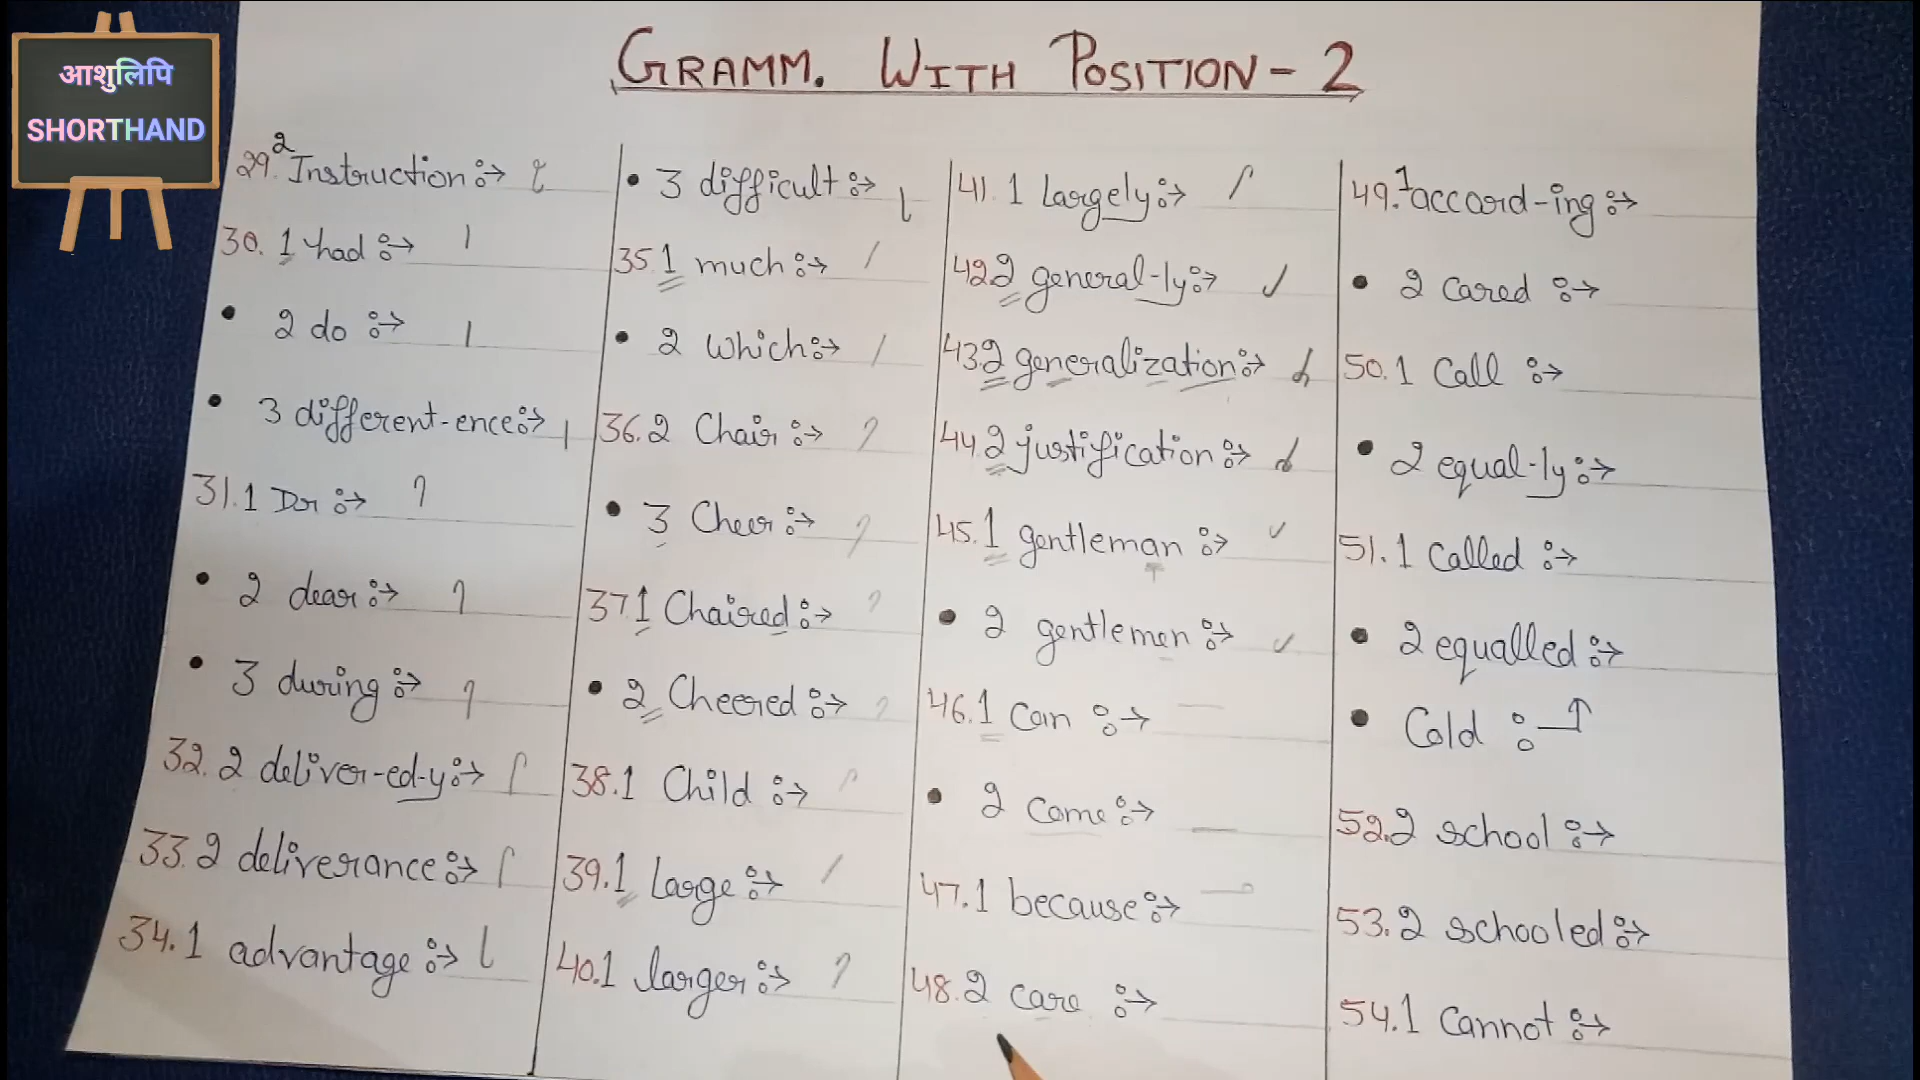 आशुलिपि
SHORTHAND
GRAMM. WITH POSITION - 2
29. 2 Instruction
30. 1 had
• 2 do
• 3 different-ence
31. 1 Dr
• 2 dear
• 3 during
32. 2 deliver-ed-y
33. 2 deliverance
34. 1 advantage
• 3 difficult
35 1 much
• 2 which
36. 2 Chair
• 3 Cheer
37 1 Chaired
• 2 Cheered
38. 1 Child
39. 1 Large
40. 1 larger
41. 1 Largely
42 2 general-ly
43 2 generalization
44 2 justification
45. 1 gentleman
• 2 gentlemen
46. 1 Can
• 2 Come
47. 1 because
48. 2 care
49. 1 accord-ing
• 2 Cared
50. 1 Call
• 2 equal-ly
51. 1 Called
• 2 equalled
• Cold
52. 2 school
53. 2 schooled
54. 1 Cannot